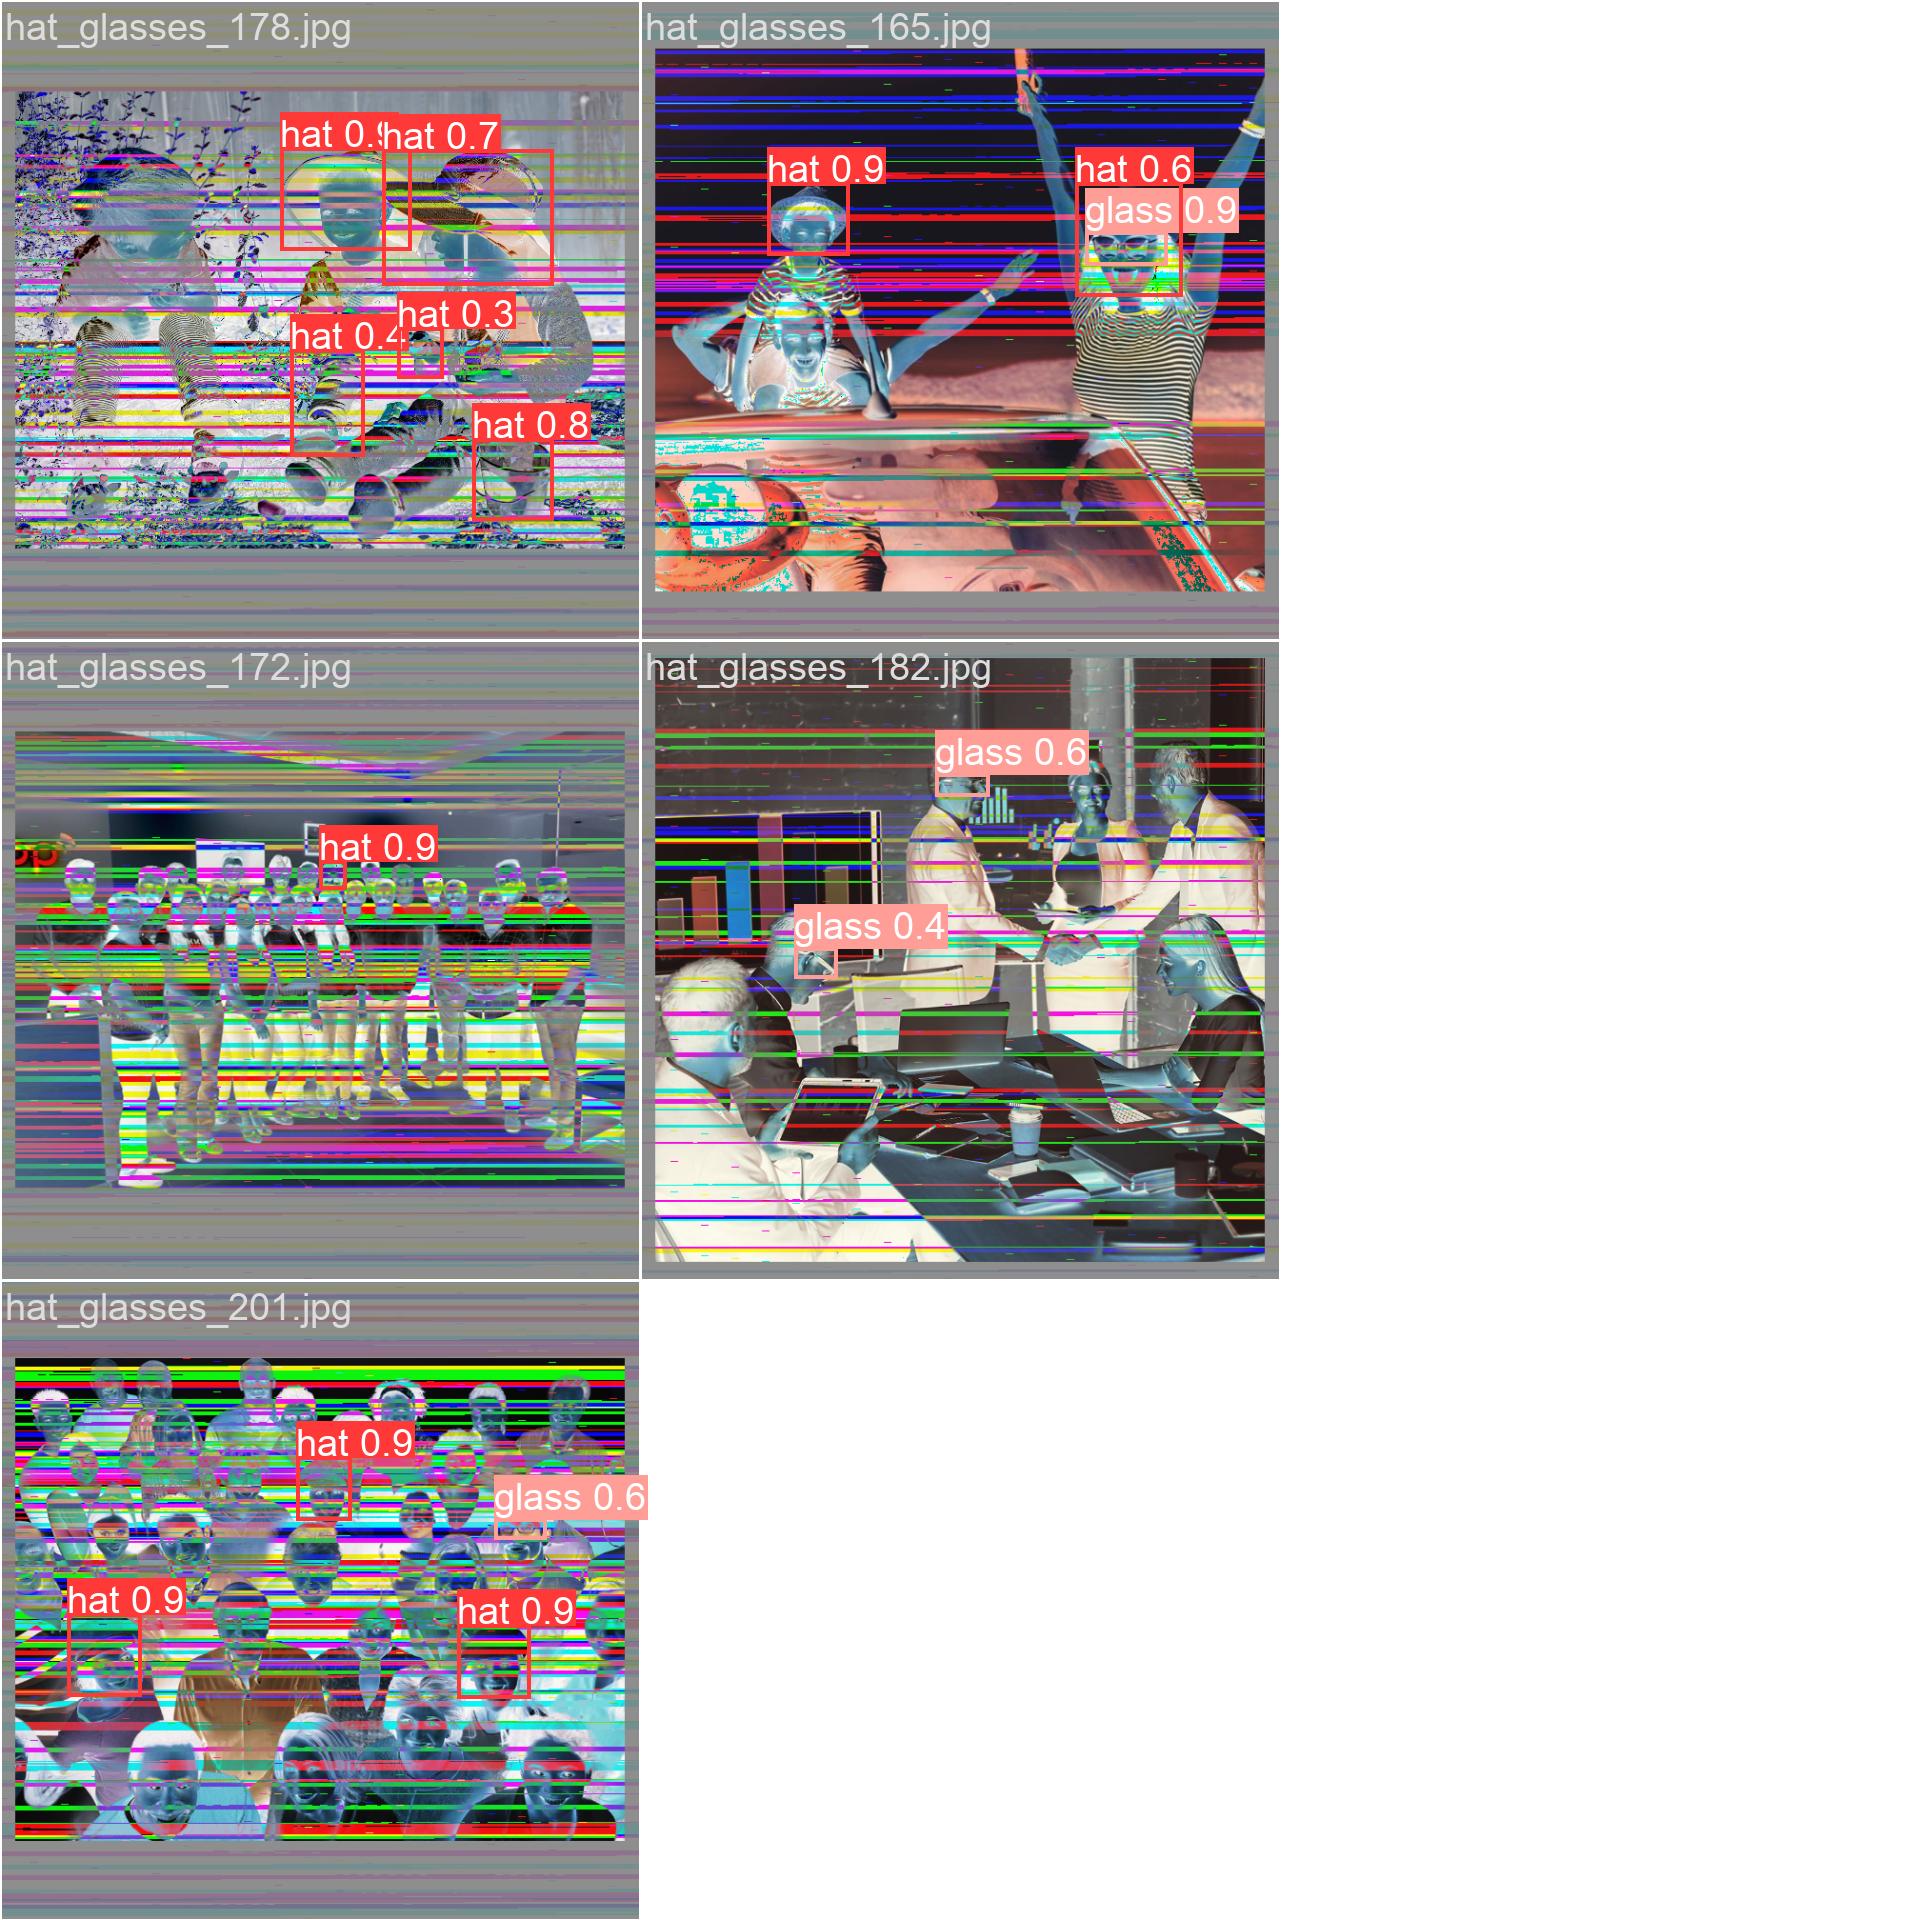 hat_glasses_178.jpg
hat 0.9
hat 0.7
hat 0.3
hat 0.4
hat 0.8
hat_glasses_165.jpg
hat 0.9
hat 0.6
glass 0.9
hat_glasses_172.jpg
hat 0.9
hat_glasses_182.jpg
glass 0.6
glass 0.4
hat_glasses_201.jpg
hat 0.9
glass 0.6
hat 0.9
hat 0.9